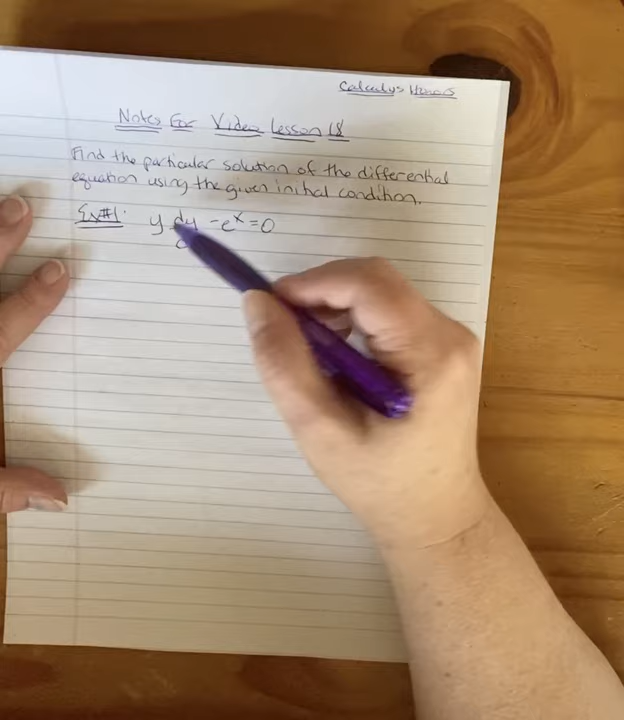 Calculus Honors
Notes For Video Lesson 18
Find the particular solution of the differential
equation using the given initial condition.
Ex#1: y dy - e^x = 0